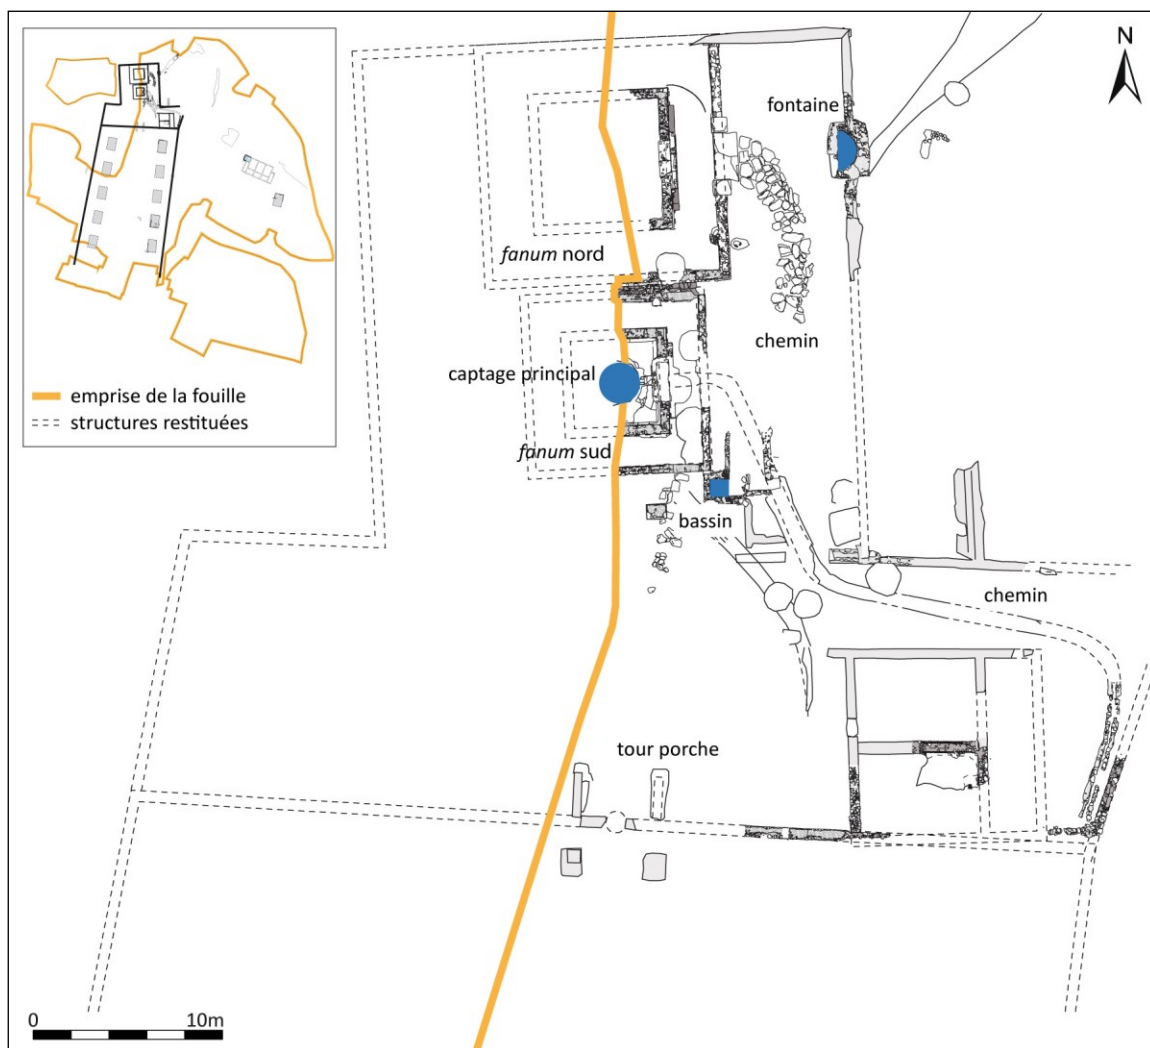 N
fontaine
fanum nord
chemin
captage principal
emprise de la fouille
structures restituées
fanum sud
bassin
chemin
tour porche
0 10m